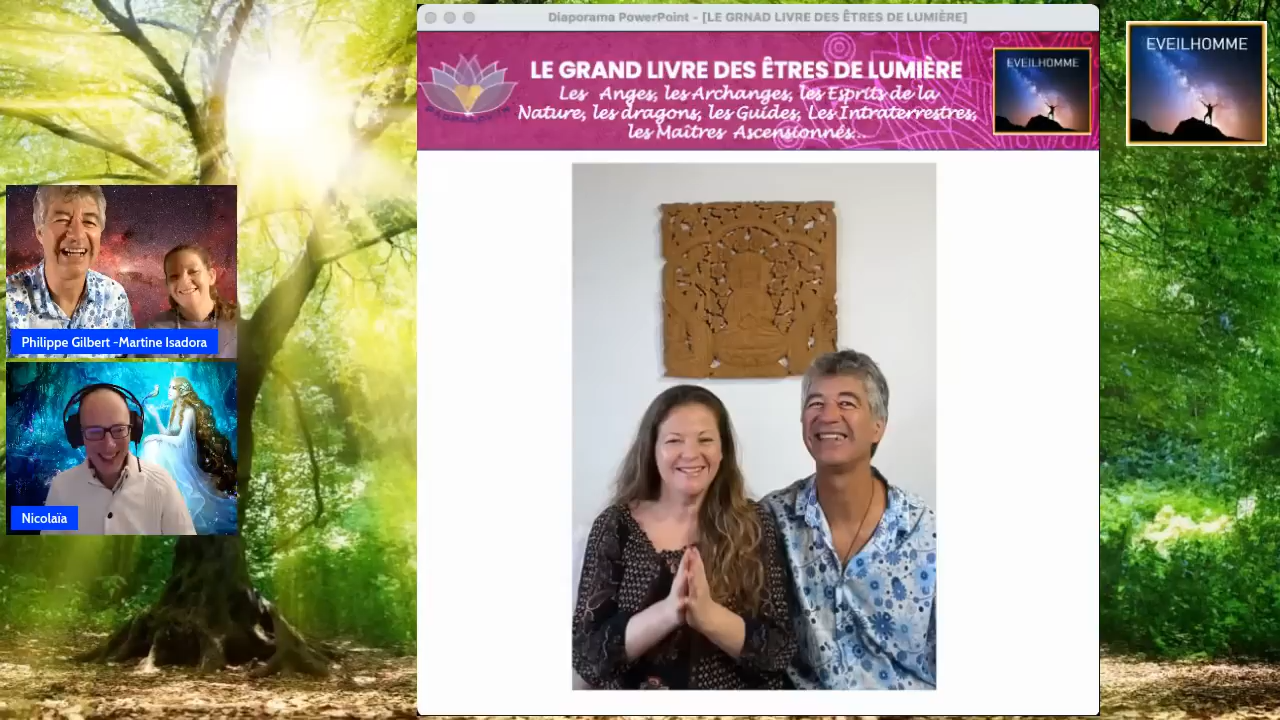 Diaporama PowerPoint - [LE GRNAD LIVRE DES ÊTRES DE LUMIÈRE]
LE GRAND LIVRE DES ÊTRES DE LUMIÈRE
Les Anges, les Archanges, les Esprits de la
Nature, les dragons, les Guides, Les Intraterrestres,
les Maîtres Ascensionnés...
EVEILHOMME
EVEILHOMME
Philippe Gilbert -Martine Isadora
Nicolaïa